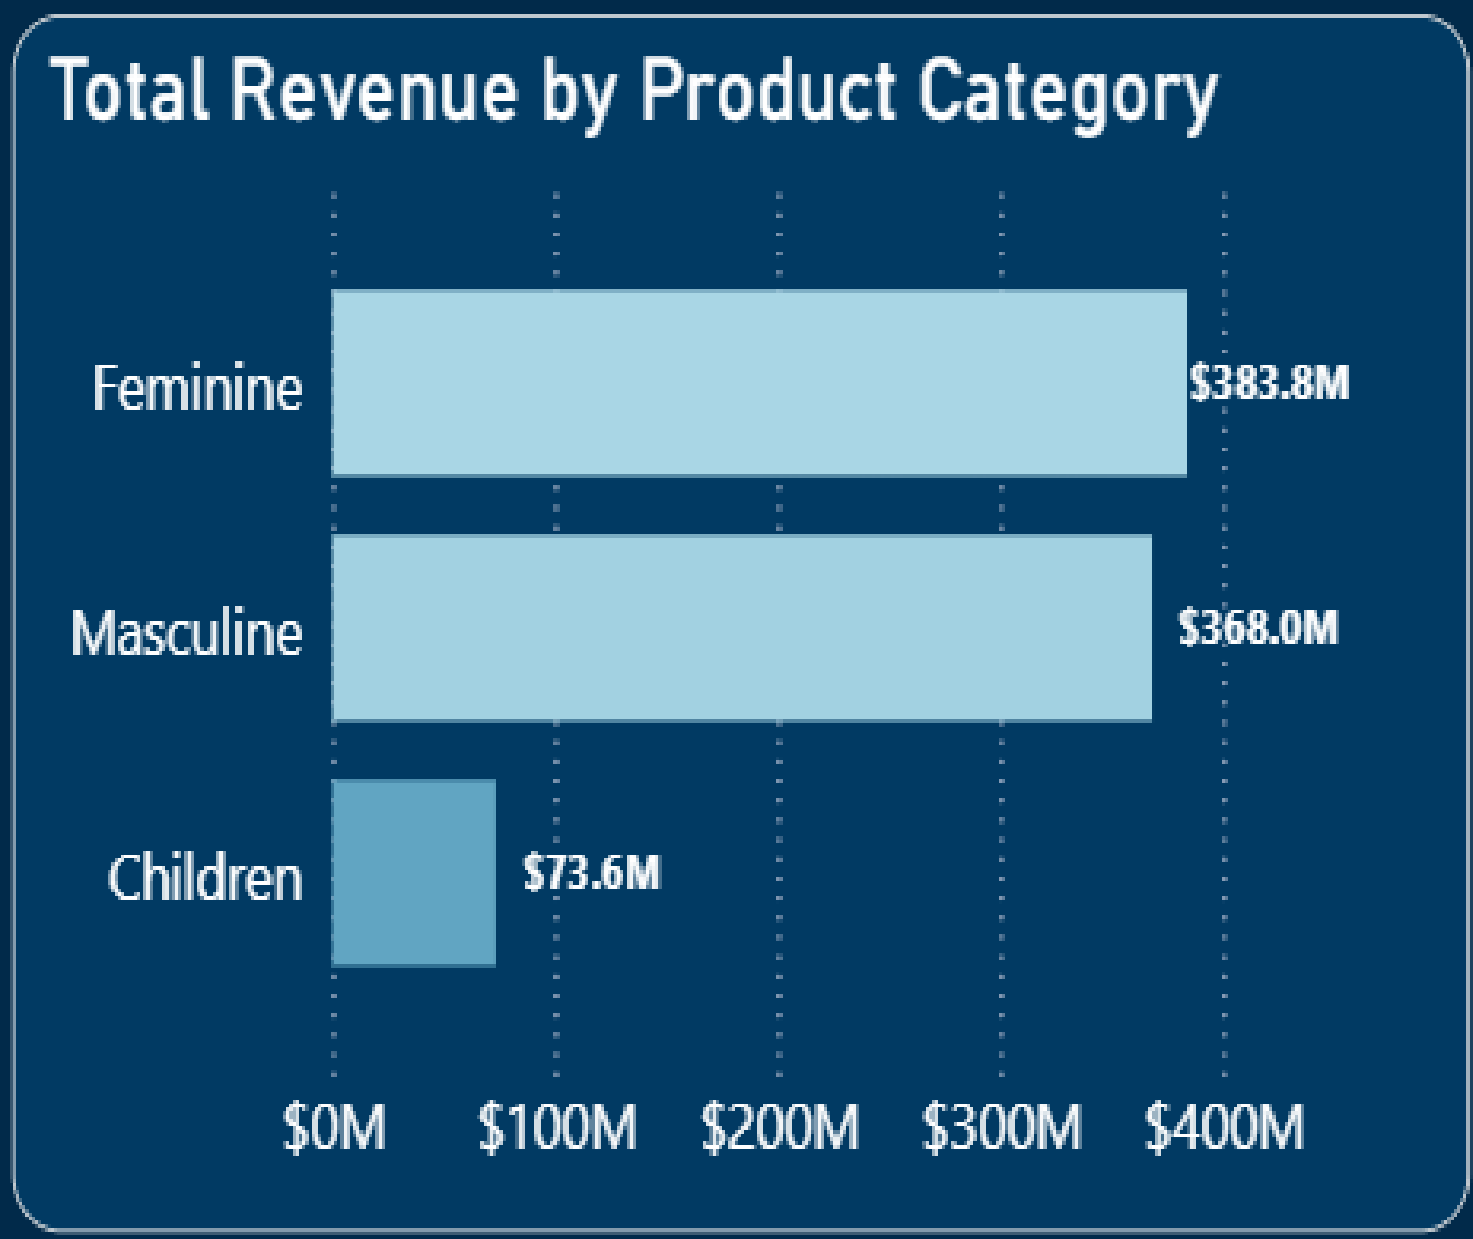 Total Revenue by Product Category
Feminine
$383.8M
Masculine
$368.0M
Children
$73.6M
$0M $100M $200M $300M $400M